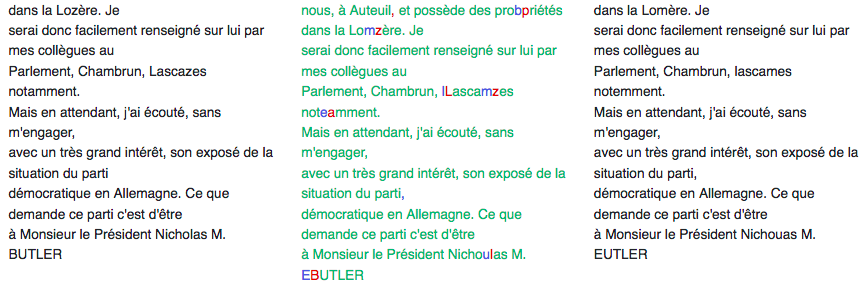 dans la Lozère. Je
serai donc facilement renseigné sur lui par
mes collègues au
Parlement, Chambrun, Lascazes
notamment.
Mais en attendant, j'ai écouté, sans
m'engager,
avec un très grand intérêt, son exposé de la
situation du parti
démocratique en Allemagne. Ce que
demande ce parti c'est d'être
à Monsieur le Président Nicholas M.
BUTLER
nous, à Auteuil, et possède des probpriétés
dans la Lomzère. Je
serai donc facilement renseigné sur lui par
mes collègues au
Parlement, Chambrun, lLascamzes
noteamment.
Mais en attendant, j'ai écouté, sans
m'engager,
avec un très grand intérêt, son exposé de la
situation du parti,
démocratique en Allemagne. Ce que
demande ce parti c'est d'être
à Monsieur le Président Nichoulas M.
EBUTLER
dans la Lomère. Je
serai donc facilement renseigné sur lui par
mes collègues au
Parlement, Chambrun, lascames
notemment.
Mais en attendant, j'ai écouté, sans
m'engager,
avec un très grand intérêt, son exposé de la
situation du parti,
démocratique en Allemagne. Ce que
demande ce parti c'est d'être
à Monsieur le Président Nichouas M.
EUTLER